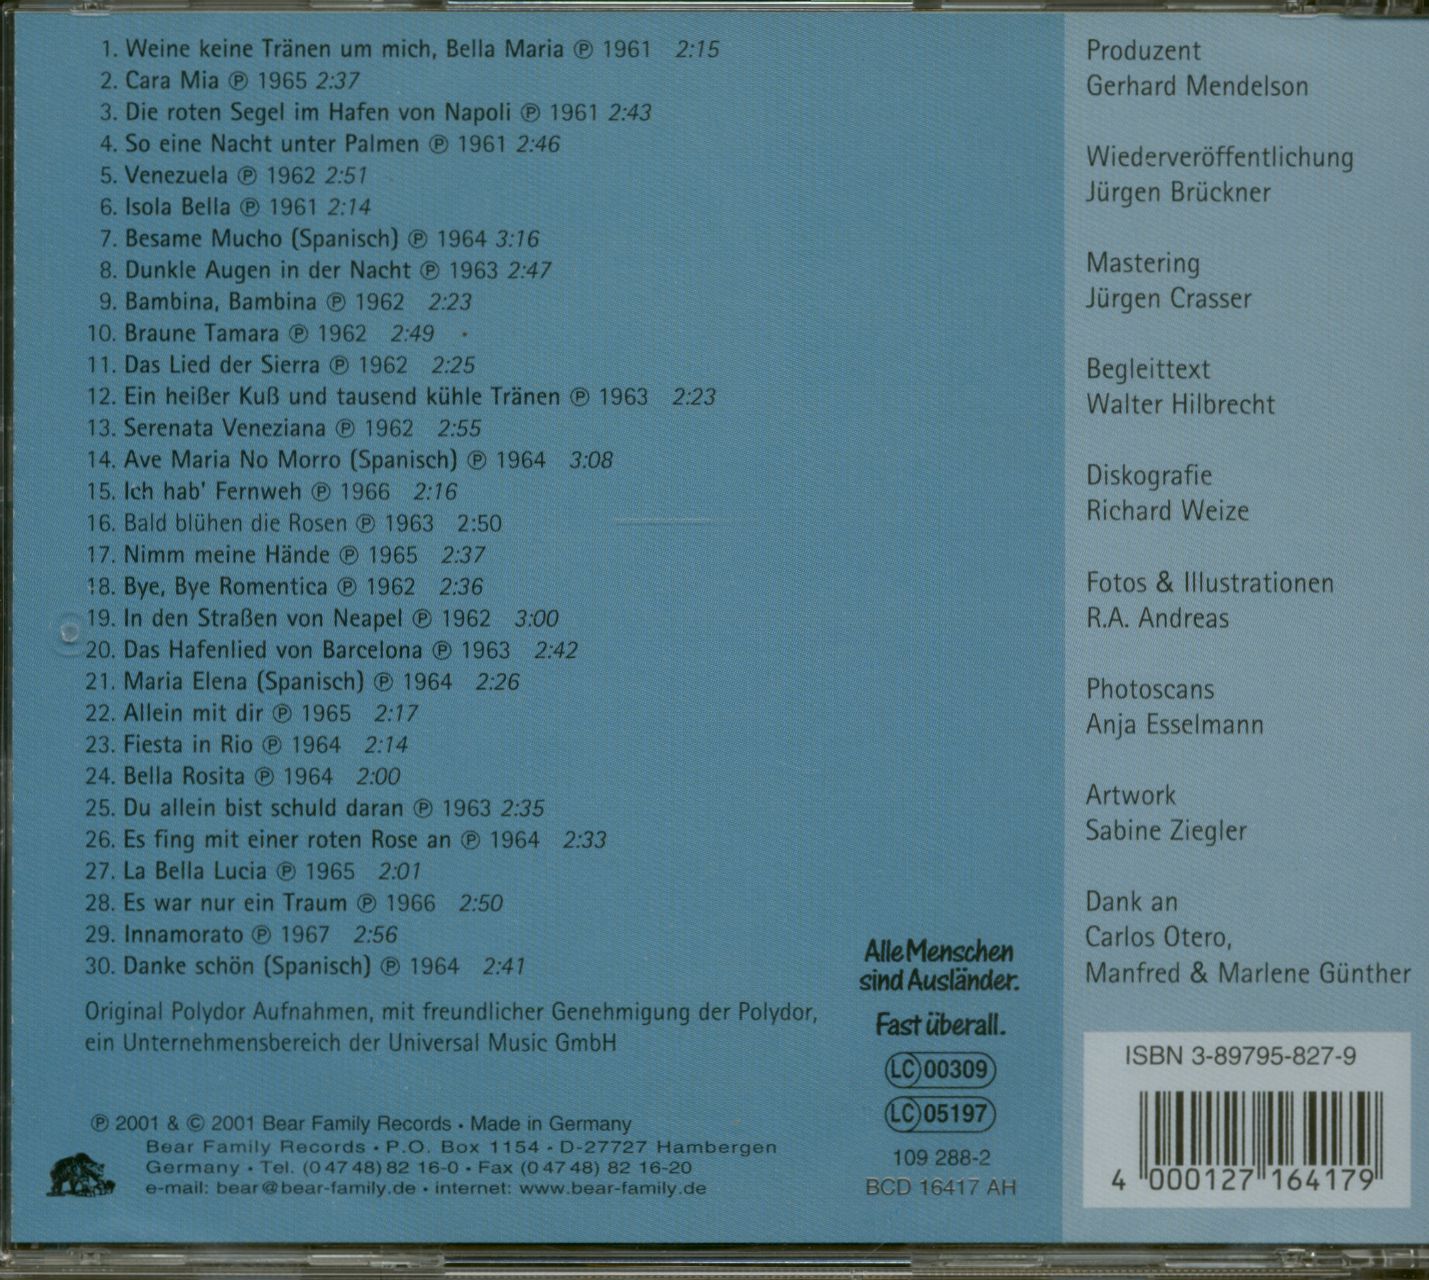 1. Weine keine Tränen um mich, Bella Maria ℗ 1961 2:15
2. Cara Mia ℗ 1965 2:37
3. Die roten Segel im Hafen von Napoli ℗ 1961 2:43
4. So eine Nacht unter Palmen ℗ 1961 2:46
5. Venezuela ℗ 1962 2:51
6. Isola Bella ℗ 1961 2:14
7. Besame Mucho (Spanisch) ℗ 1964 3:16
8. Dunkle Augen in der Nacht ℗ 1963 2:47
9. Bambina, Bambina ℗ 1962 2:23
10. Braune Tamara ℗ 1962 2:49
11. Das Lied der Sierra ℗ 1962 2:25
12. Ein heißer Kuß und tausend kühle Tränen ℗ 1963 2:23
13. Serenata Veneziana ℗ 1962 2:55
14. Ave Maria No Morro (Spanisch) ℗ 1964 3:08
15. Ich hab' Fernweh ℗ 1966 2:16
16. Bald blühen die Rosen ℗ 1963 2:50
17. Nimm meine Hände ℗ 1965 2:37
18. Bye, Bye Romentica ℗ 1962 2:36
19. In den Straßen von Neapel ℗ 1962 3:00
20. Das Hafenlied von Barcelona ℗ 1963 2:42
21. Maria Elena (Spanisch) ℗ 1964 2:26
22. Allein mit dir ℗ 1965 2:17
23. Fiesta in Rio ℗ 1964 2:14
24. Bella Rosita ℗ 1964 2:00
25. Du allein bist schuld daran ℗ 1963 2:35
26. Es fing mit einer roten Rose an ℗ 1964 2:33
27. La Bella Lucia ℗ 1965 2:01
28. Es war nur ein Traum ℗ 1966 2:50
29. Innamorato ℗ 1967 2:56
30. Danke schön (Spanisch) ℗ 1964 2:41
Original Polydor Aufnahmen, mit freundlicher Genehmigung der Polydor,
ein Unternehmensbereich der Universal Music GmbH
℗ 2001 & © 2001 Bear Family Records • Made in Germany
Bear Family Records • P.O. Box 1154 • D-27727 Hambergen
Germany • Tel. (0 47 48) 82 16-0 • Fax (0 47 48) 82 16-20
e-mail: bear@bear-family.de • internet: www.bear-family.de
Alle Menschen
sind Ausländer.
Fast überall.
LC 00309
LC 05197
109 288-2
BCD 16417 AH
Produzent
Gerhard Mendelson
Wiederveröffentlichung
Jürgen Brückner
Mastering
Jürgen Crasser
Begleittext
Walter Hilbrecht
Diskografie
Richard Weize
Fotos & Illustrationen
R.A. Andreas
Photoscans
Anja Esselmann
Artwork
Sabine Ziegler
Dank an
Carlos Otero,
Manfred & Marlene Günther
ISBN 3-89795-827-9
4 000127 164179